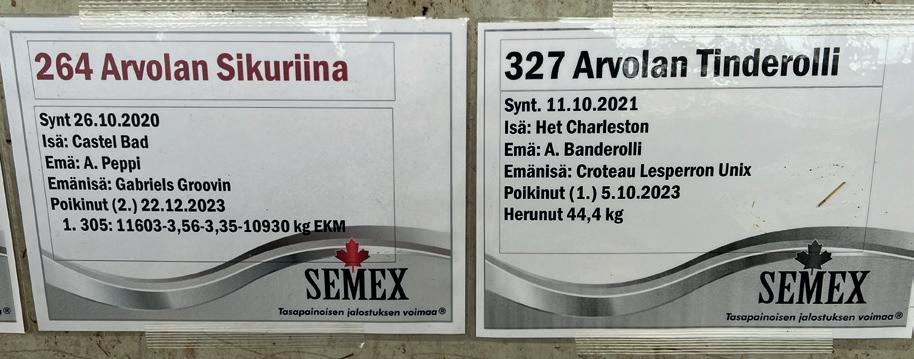 264 Arvolan Sikuriina
Synt 26.10.2020
Isä: Castel Bad
Emä: A. Peppi
Emänisä: Gabriels Groovin
Poikinut (2.) 22.12.2023
1. 305: 11603-3,56-3,35-10930 kg EKM
SEMEX
Tasapainoisen jalostuksen voimaa®
327 Arvolan Tinderolli
Synt. 11.10.2021
Isä: Het Charleston
Emä: A. Banderolli
Emänisä: Croteau Lesperron Unix
Poikinut (1.) 5.10.2023
Herunut 44,4 kg
SEMEX
Tasapainoisen jalostuksen voimaa®